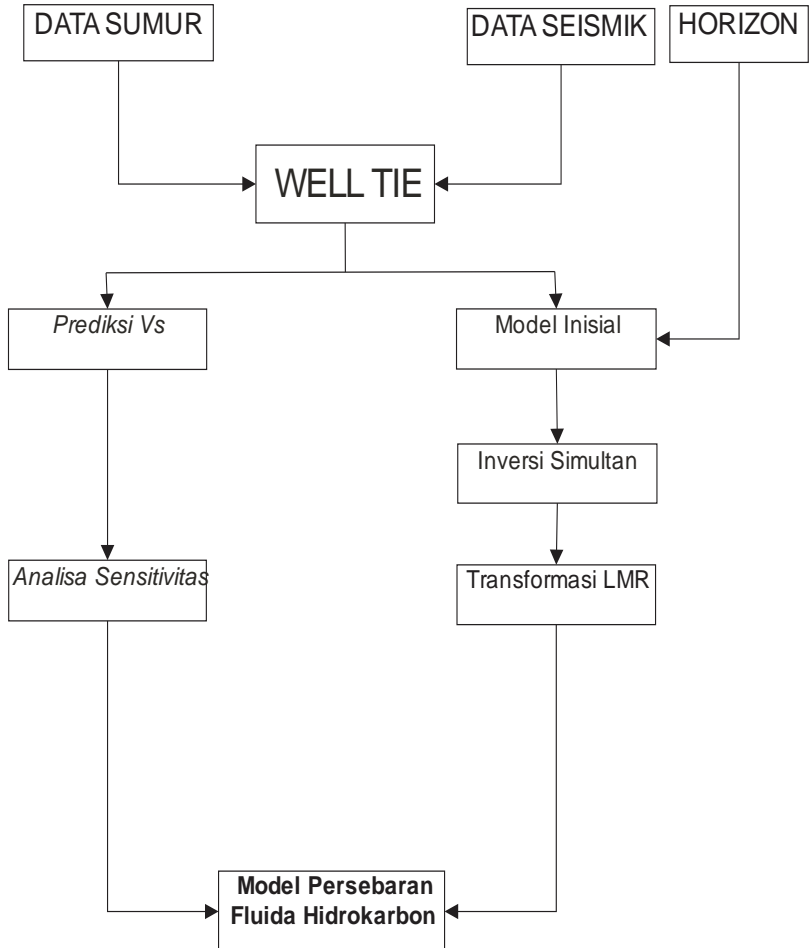 DATA SUMUR
DATA SEISMIK
HORIZON
WELL TIE
Prediksi Vs
Model Inisial
Inversi Simultan
Analisa Sensitivitas
Transformasi LMR
Model Persebaran
Fluida Hidrokarbon